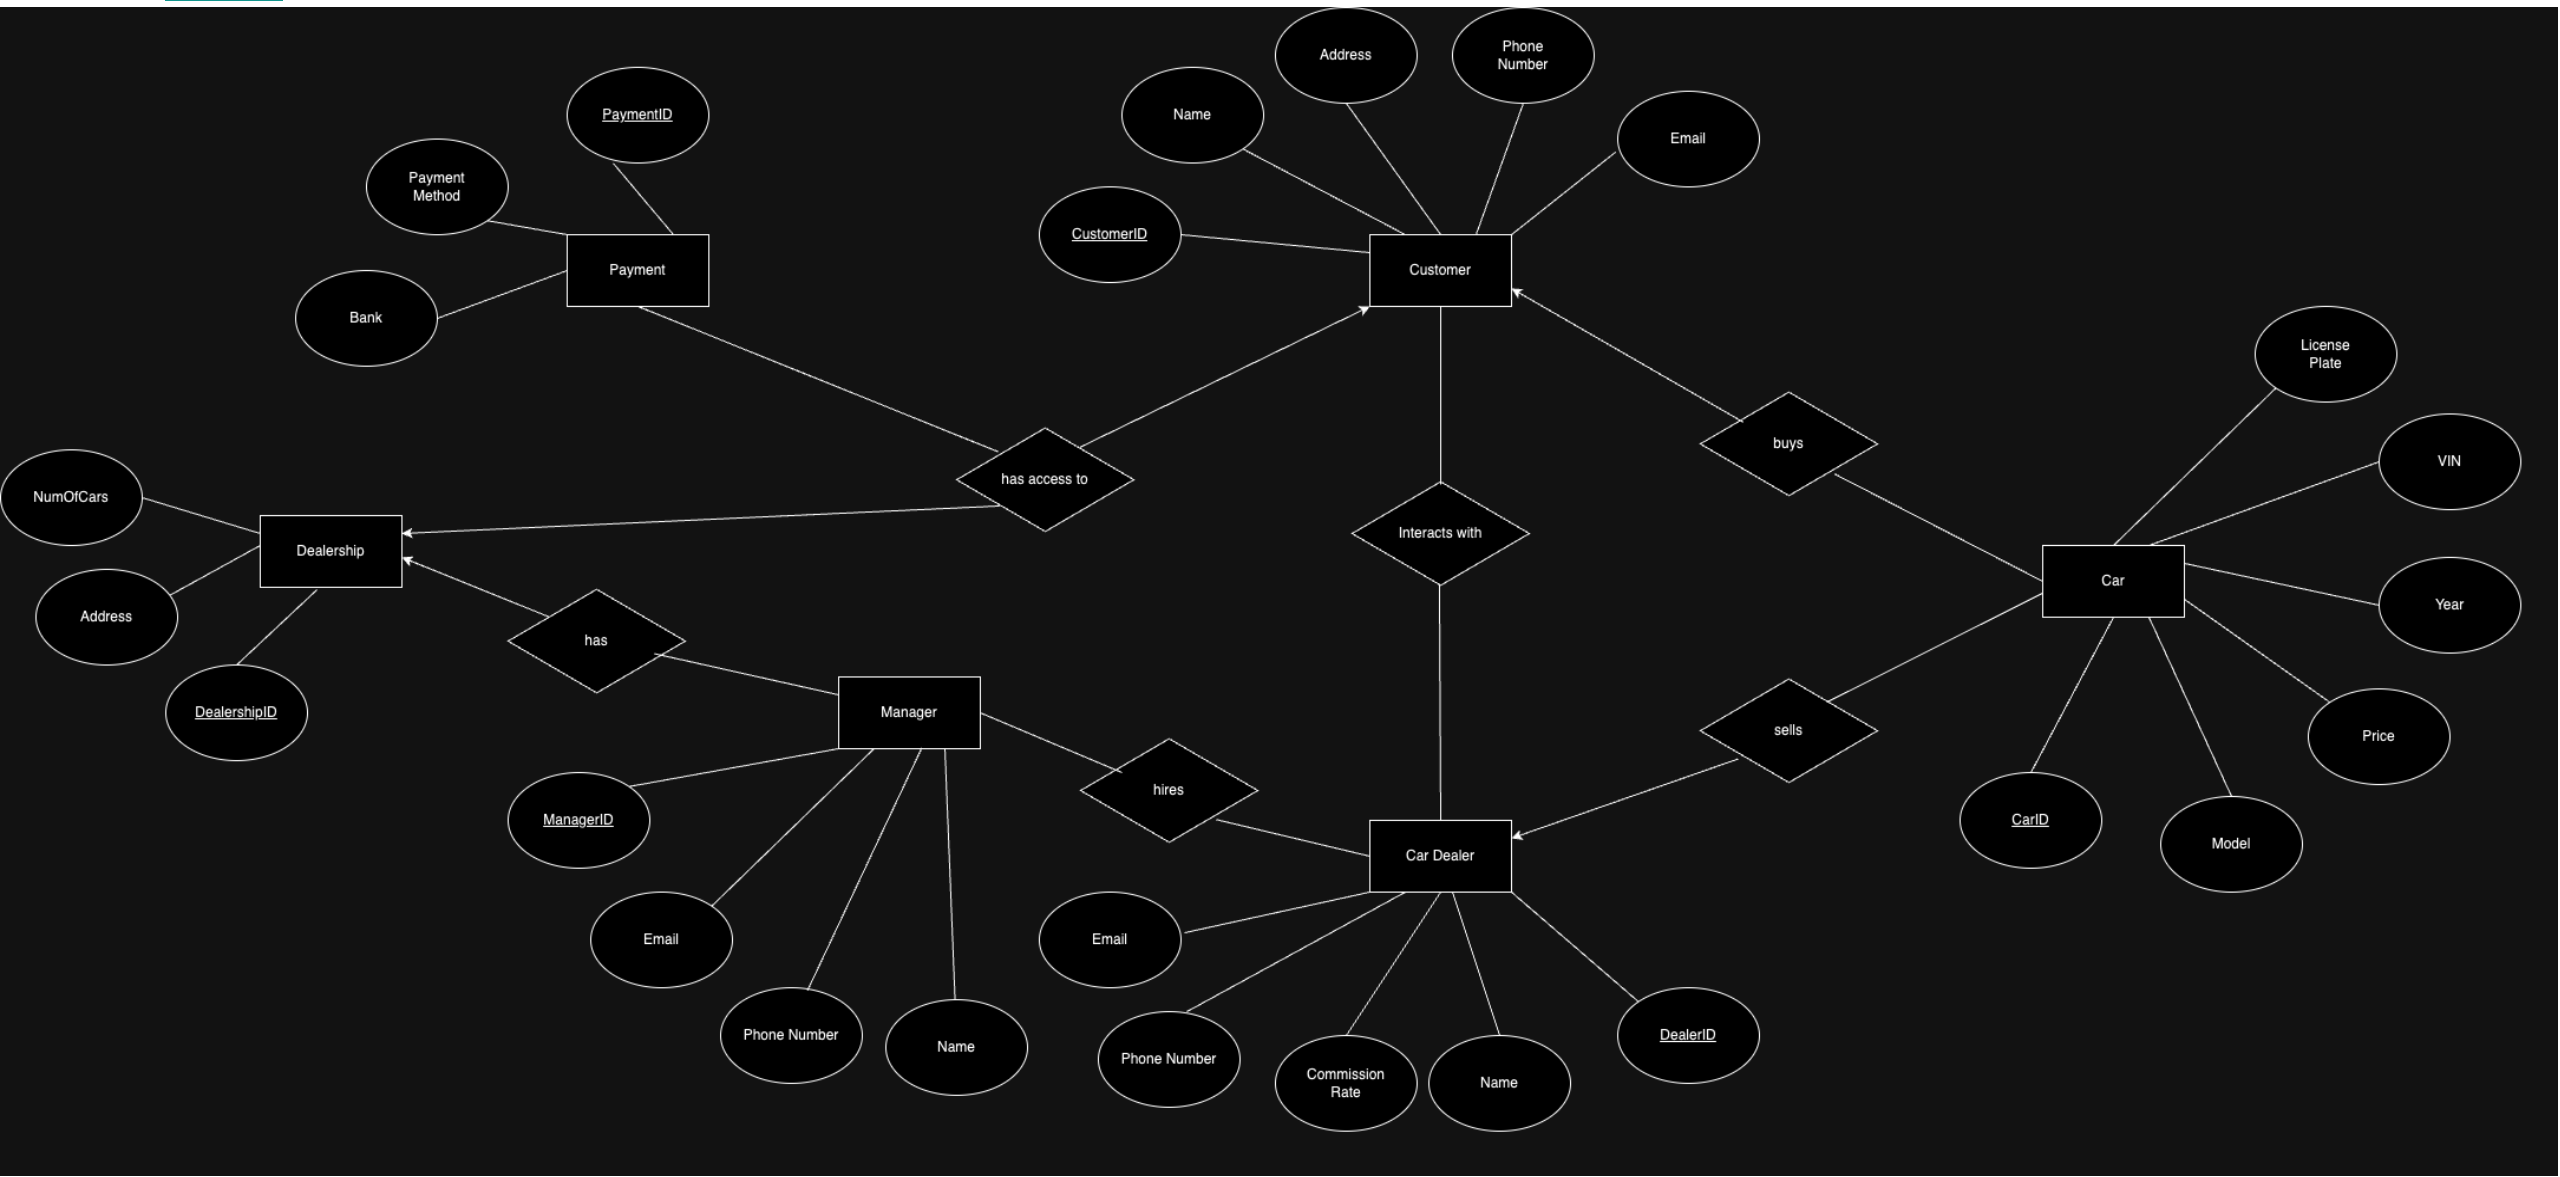 Address
Phone
Number
PaymentID
Name
Email
Payment
Method
CustomerID
Payment
Customer
Bank
License
Plate
buys
VIN
has access to
NumOfCars
Interacts with
Dealership
Car
Year
Address
has
DealershipID
Manager
sells
Price
hires
ManagerID
CarID
Model
Car Dealer
Email
Email
Phone Number
Name
DealerID
Phone Number
Commission
Rate
Name